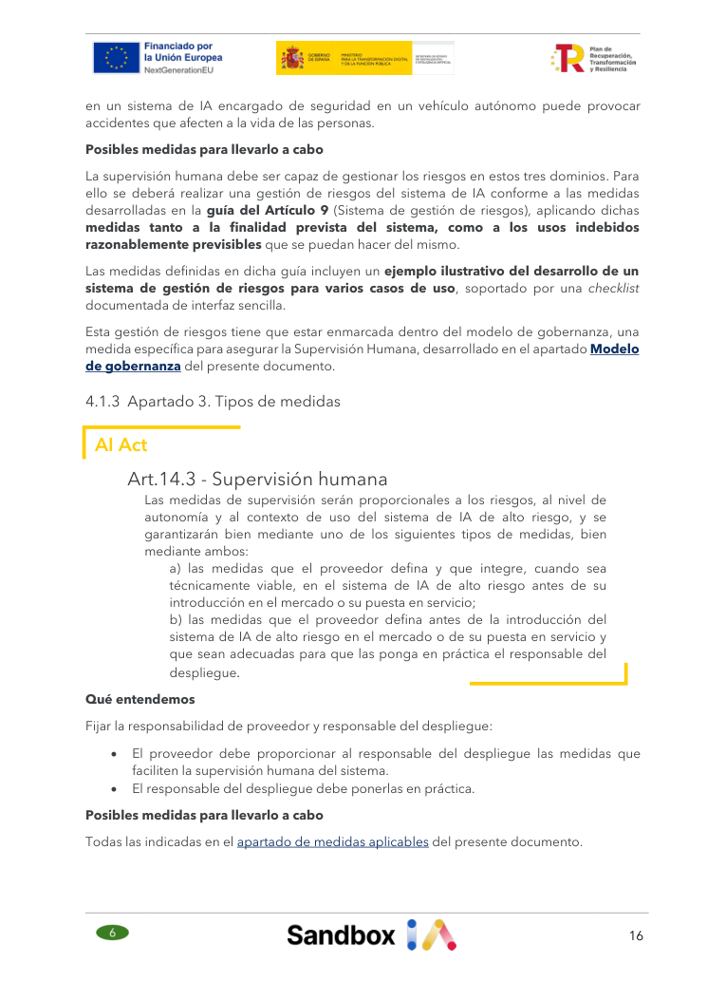 Financiado por
la Unión Europea
NextGenerationEU
GOBIERNO
DE ESPAÑA
MINISTERIO
PARA LA TRANSFORMACIÓN DIGITAL
Y DE LA FUNCIÓN PÚBLICA
SECRETARÍA DE ESTADO
DE DIGITALIZACIÓN
E INTELIGENCIA ARTIFICIAL
Plan de
Recuperación,
Transformación
y Resiliencia
en un sistema de IA encargado de seguridad en un vehículo autónomo puede provocar
accidentes que afecten a la vida de las personas.
Posibles medidas para llevarlo a cabo
La supervisión humana debe ser capaz de gestionar los riesgos en estos tres dominios. Para
ello se deberá realizar una gestión de riesgos del sistema de IA conforme a las medidas
desarrolladas en la guía del Artículo 9 (Sistema de gestión de riesgos), aplicando dichas
medidas tanto a la finalidad prevista del sistema, como a los usos indebidos
razonablemente previsibles que se puedan hacer del mismo.
Las medidas definidas en dicha guía incluyen un ejemplo ilustrativo del desarrollo de un
sistema de gestión de riesgos para varios casos de uso, soportado por una checklist
documentada de interfaz sencilla.
Esta gestión de riesgos tiene que estar enmarcada dentro del modelo de gobernanza, una
medida específica para asegurar la Supervisión Humana, desarrollado en el apartado Modelo
de gobernanza del presente documento.
4.1.3 Apartado 3. Tipos de medidas
AI Act
Art.14.3 - Supervisión humana
Las medidas de supervisión serán proporcionales a los riesgos, al nivel de
autonomía y al contexto de uso del sistema de IA de alto riesgo, y se
garantizarán bien mediante uno de los siguientes tipos de medidas, bien
mediante ambos:
a) las medidas que el proveedor defina y que integre, cuando sea
técnicamente viable, en el sistema de IA de alto riesgo antes de su
introducción en el mercado o su puesta en servicio;
b) las medidas que el proveedor defina antes de la introducción del
sistema de IA de alto riesgo en el mercado o de su puesta en servicio y
que sean adecuadas para que las ponga en práctica el responsable del
despliegue.
Qué entendemos
Fijar la responsabilidad de proveedor y responsable del despliegue:
• El proveedor debe proporcionar al responsable del despliegue las medidas que
faciliten la supervisión humana del sistema.
• El responsable del despliegue debe ponerlas en práctica.
Posibles medidas para llevarlo a cabo
Todas las indicadas en el apartado de medidas aplicables del presente documento.
6
Sandbox IA
16